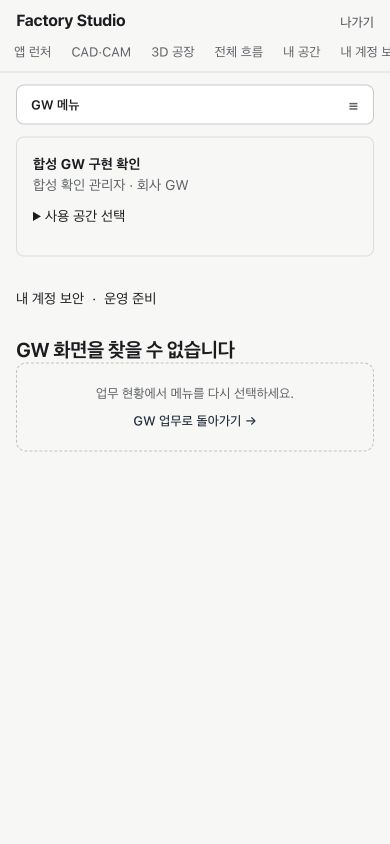 Factory Studio
나가기
앱 런처 CAD·CAM 3D 공장 전체 흐름 내 공간 내 계정 보
GW 메뉴 ≡
합성 GW 구현 확인
합성 확인 관리자 · 회사 GW
▶ 사용 공간 선택
내 계정 보안 · 운영 준비
GW 화면을 찾을 수 없습니다
업무 현황에서 메뉴를 다시 선택하세요.
GW 업무로 돌아가기 →